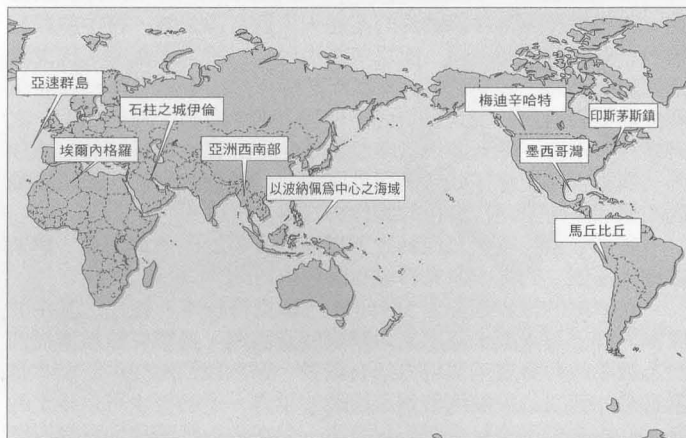 亞速群島
石柱之城伊倫
埃爾內格羅
亞洲西南部
以波納佩爲中心之海域
梅迪辛哈特
印斯茅斯鎮
墨西哥灣
馬丘比丘